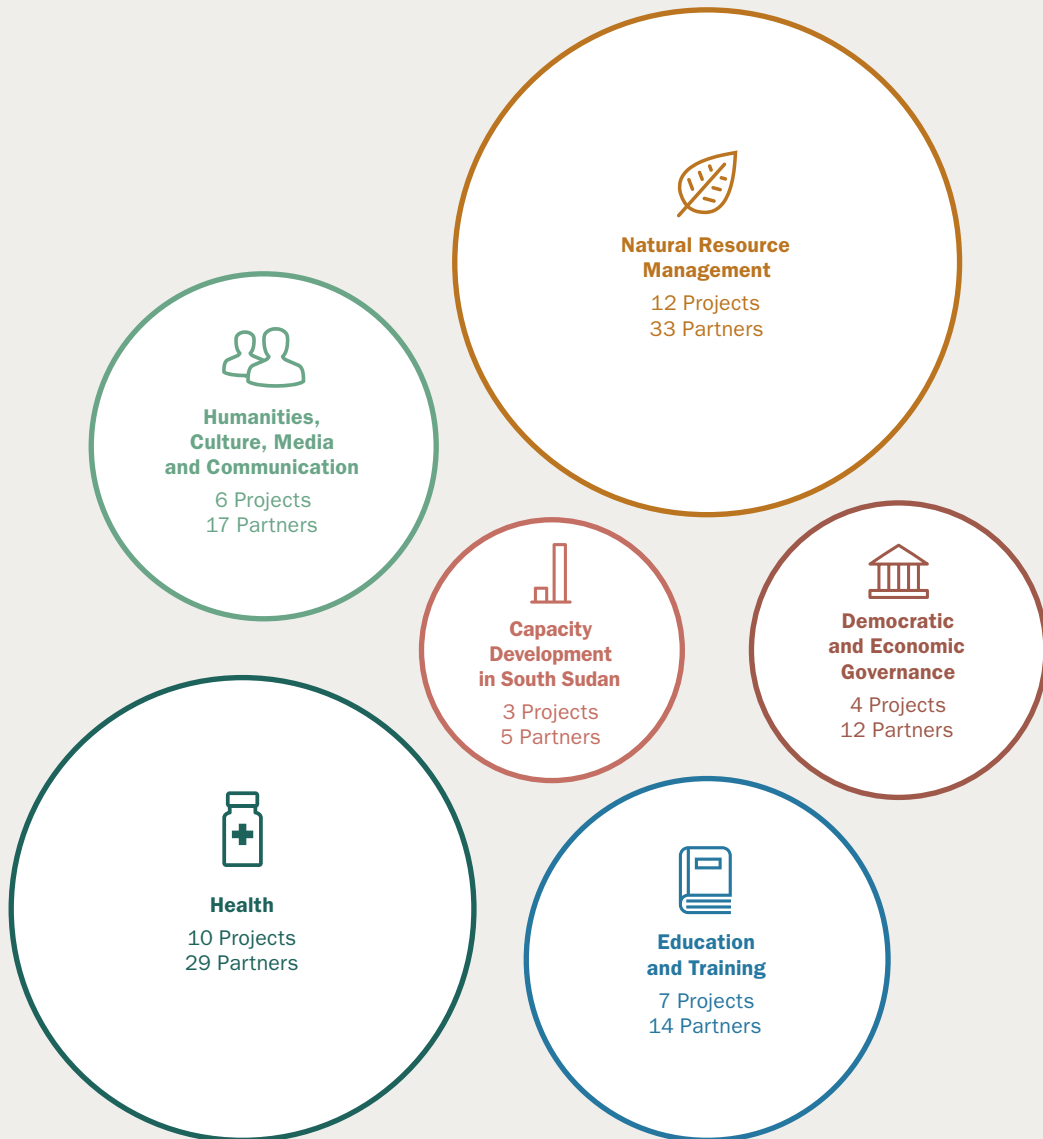 Natural Resource
Management
12 Projects
33 Partners
Humanities,
Culture, Media
and Communication
6 Projects
17 Partners
Capacity
Development
in South Sudan
3 Projects
5 Partners
Democratic
and Economic
Governance
4 Projects
12 Partners
Health
10 Projects
29 Partners
Education
and Training
7 Projects
14 Partners